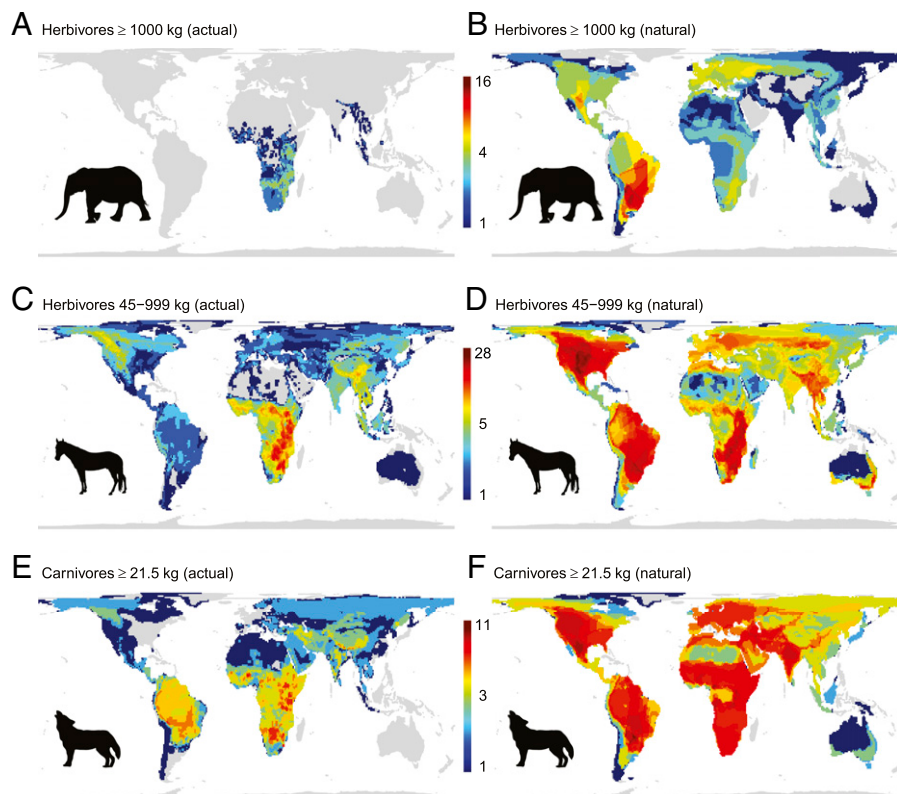 A Herbivores ≥ 1000 kg (actual)
B Herbivores ≥ 1000 kg (natural)
16
4
1
C Herbivores 45−999 kg (actual)
D Herbivores 45−999 kg (natural)
28
5
1
E Carnivores ≥ 21.5 kg (actual)
F Carnivores ≥ 21.5 kg (natural)
11
3
1